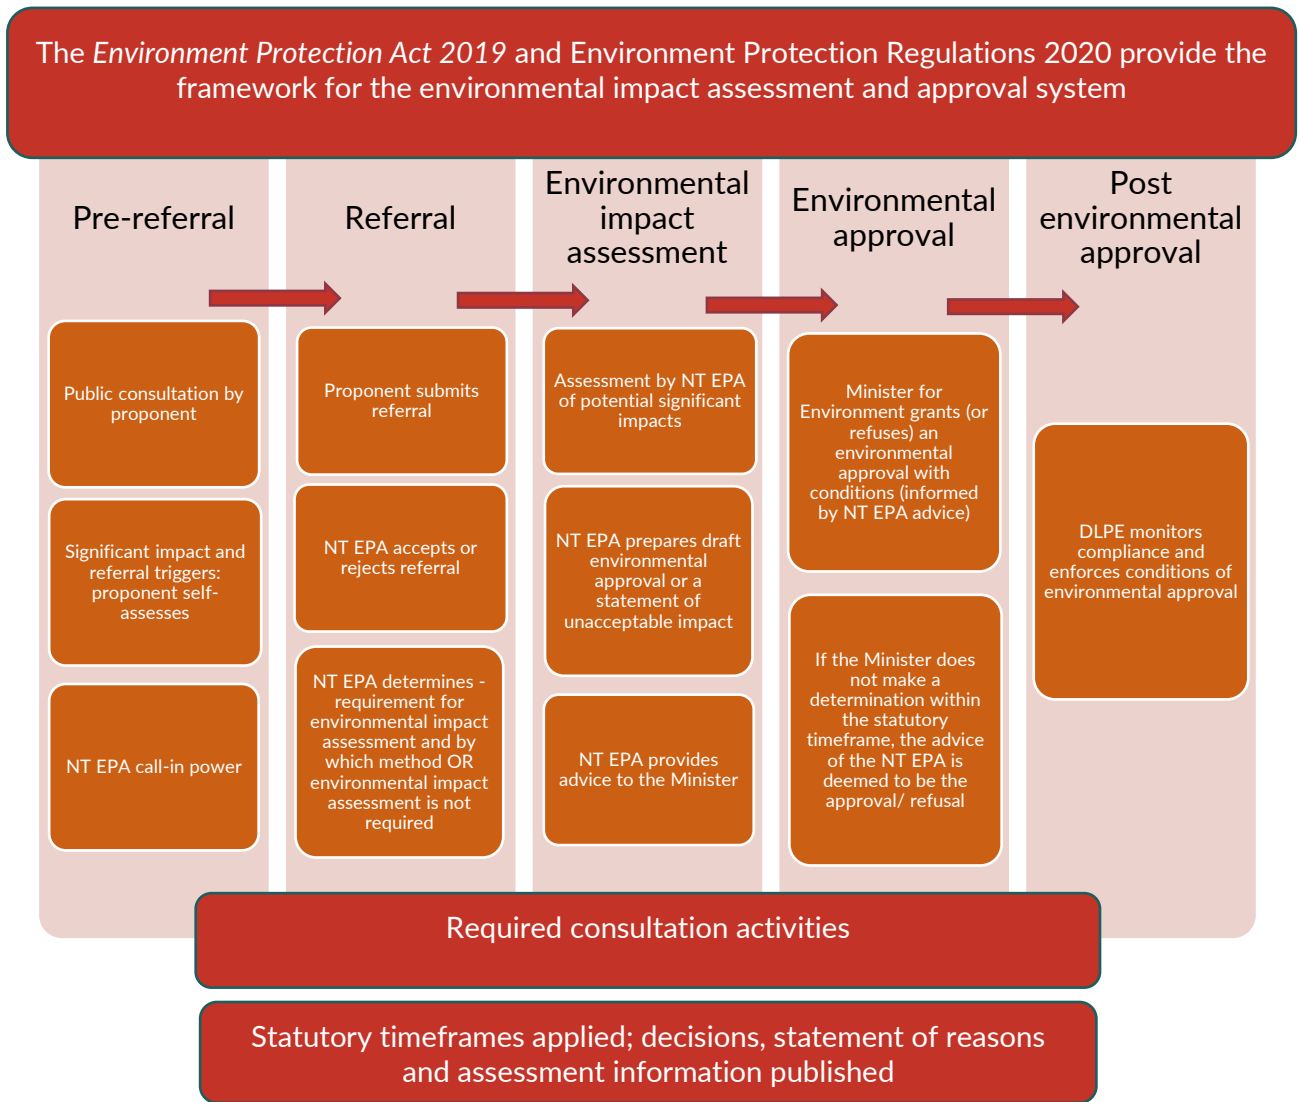 The Environment Protection Act 2019 and Environment Protection Regulations 2020 provide the
framework for the environmental impact assessment and approval system
Pre-referral
Public consultation by
proponent
Significant impact and
referral triggers:
proponent self-
assesses
NT EPA call-in power
Referral
Proponent submits
referral
NT EPA accepts or
rejects referral
NT EPA determines -
requirement for
environmental impact
assessment and by
which method OR
environmental impact
assessment is not
required
Environmental
impact
assessment
Assessment by NT EPA
of potential significant
impacts
NT EPA prepares draft
environmental
approval or a
statement of
unacceptable impact
NT EPA provides
advice to the Minister
Environmental
approval
Minister for
Environment grants (or
refuses) an
environmental
approval with
conditions (informed
by NT EPA advice)
If the Minister does
not make a
determination within
the statutory
timeframe, the advice
of the NT EPA is
deemed to be the
approval/ refusal
Post
environmental
approval
DLPE monitors
compliance and
enforces conditions of
environmental approval
Required consultation activities
Statutory timeframes applied; decisions, statement of reasons
and assessment information published